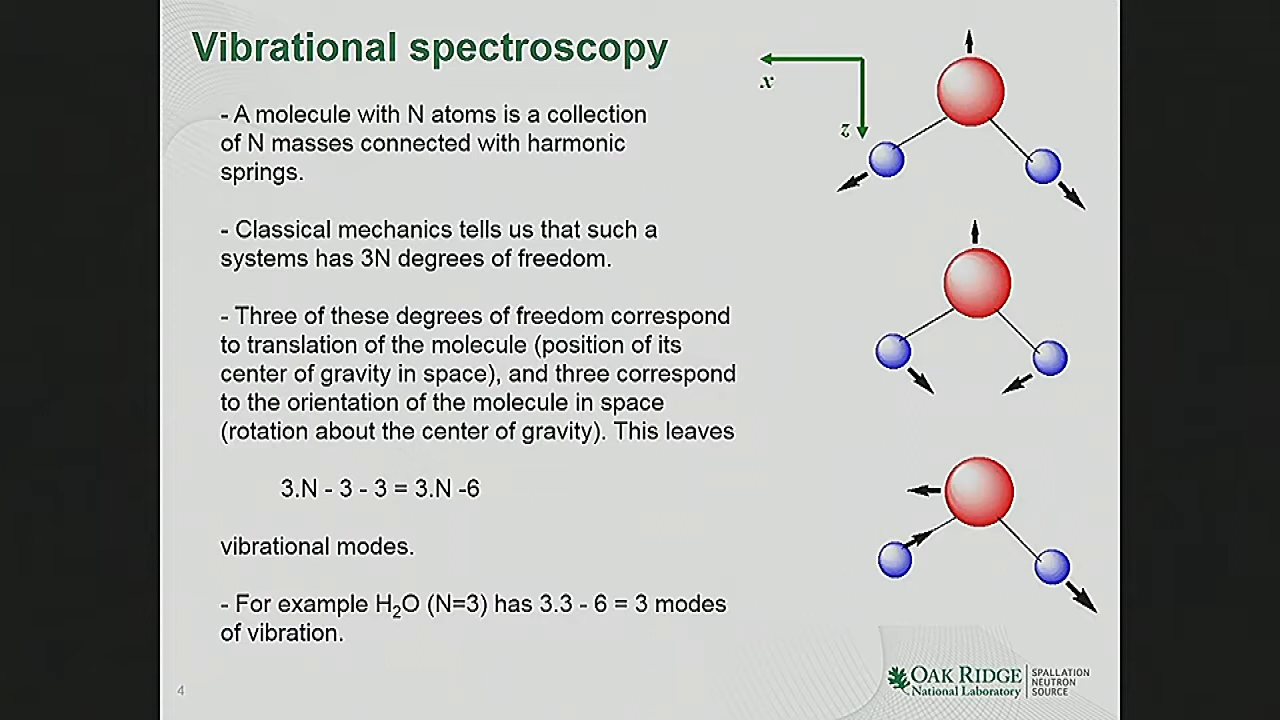 Vibrational spectroscopy
- A molecule with N atoms is a collection
of N masses connected with harmonic
springs.
- Classical mechanics tells us that such a
systems has 3N degrees of freedom.
- Three of these degrees of freedom correspond
to translation of the molecule (position of its
center of gravity in space), and three correspond
to the orientation of the molecule in space
(rotation about the center of gravity). This leaves
3.N - 3 - 3 = 3.N -6
vibrational modes.
- For example H₂O (N=3) has 3.3 - 6 = 3 modes
of vibration.
x
z
4
OAK RIDGE
National Laboratory
SPALLATION
NEUTRON
SOURCE